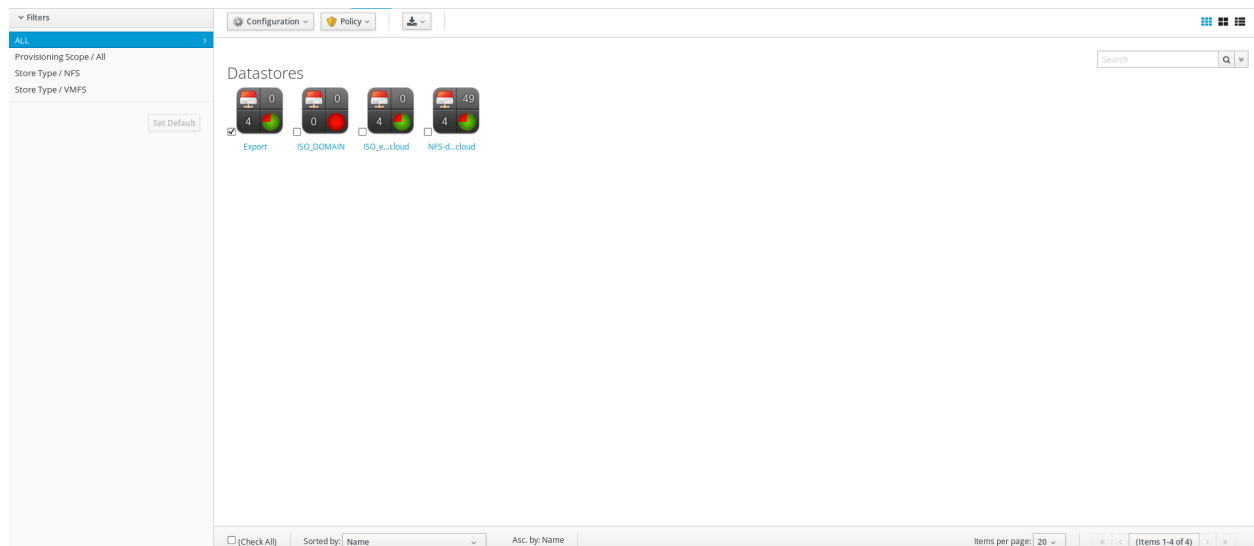 Filters
Configuration Policy
ALL
Provisioning Scope / All
Store Type / NFS
Store Type / VMFS
Set Default
Search
Datastores
0 0 0 49
4 0 4 4
Export ISO_DOMAIN ISO_e...cloud NFS-d...cloud
(Check All) Sorted by: Name Asc. by: Name Items per page: 20 « ‹ (Items 1-4 of 4) › »